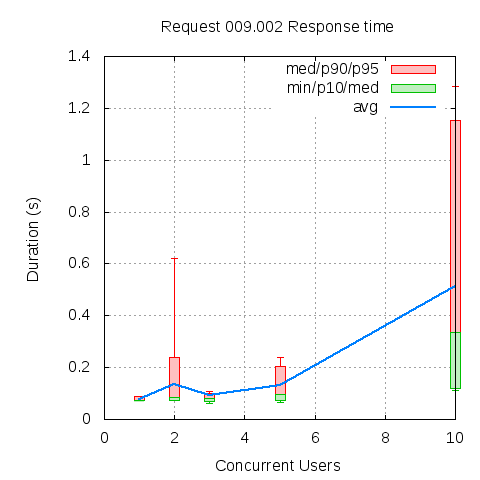 Request 009.002 Response time
med/p90/p95
min/p10/med
avg
Duration (s)
1.4
1.2
1
0.8
0.6
0.4
0.2
0
0 2 4 6 8 10
Concurrent Users